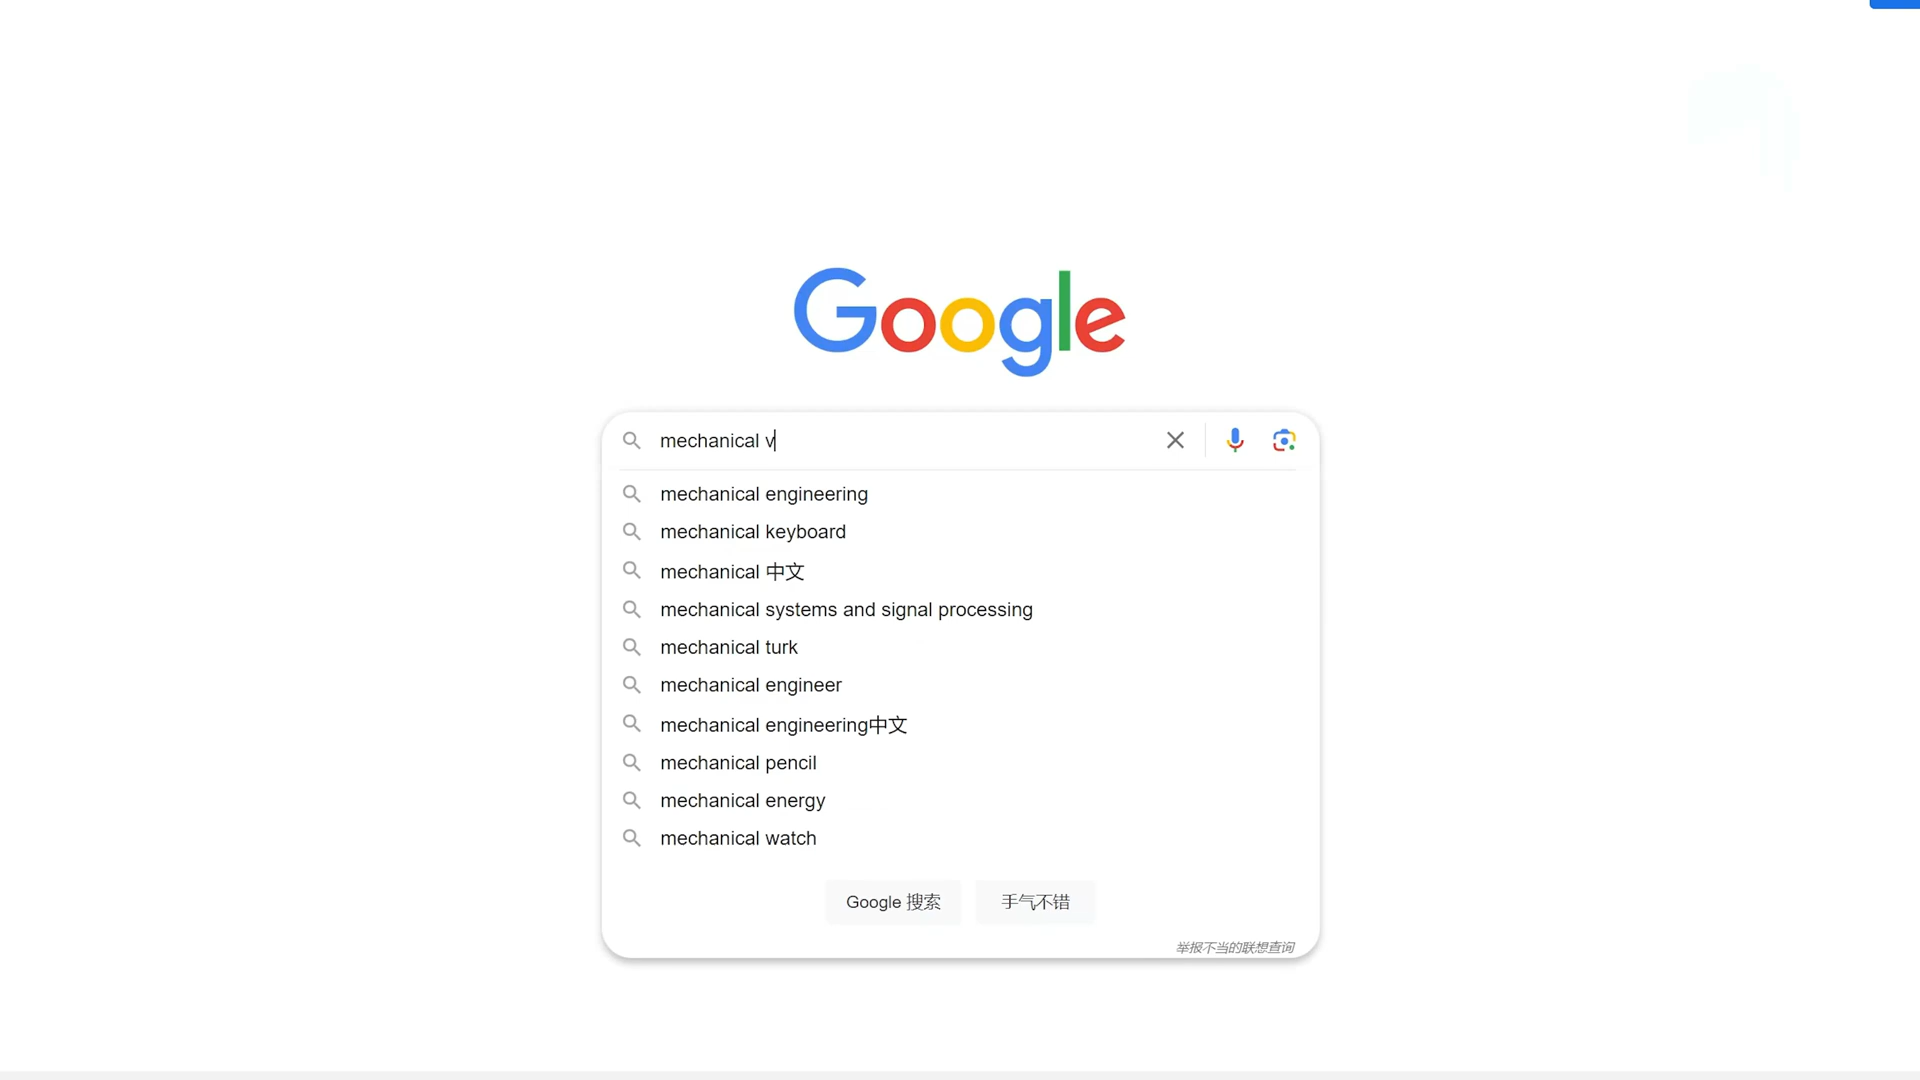 Google
mechanical v
mechanical engineering
mechanical keyboard
mechanical 中文
mechanical systems and signal processing
mechanical turk
mechanical engineer
mechanical engineering中文
mechanical pencil
mechanical energy
mechanical watch
Google 搜索
手气不错
举报不当的联想查询